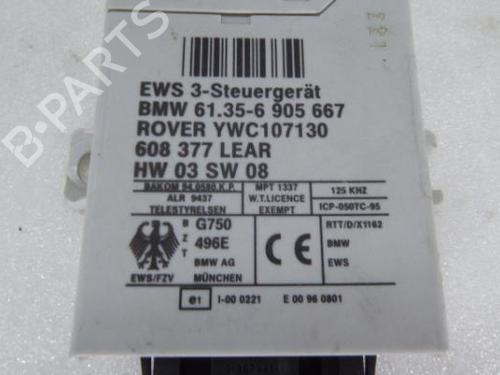 EWS 3-Steuergerät
BMW 61.35-6 905 667
ROVER YWC107130
608 377 LEAR
HW 03 SW 08
BAKOM 94.0580.K.P.
ALR 9437
TELESTYRELSEN
MPT 1337
W.T.LICENCE
EXEMPT
125 KHZ
ICP-050TC-95
B Z T
G750
496E
BMW AG
MÜNCHEN
EWS/FZV
CE
RTT/D/X1162
BMW
EWS
e1
I-00 0221
E 00 96 0801